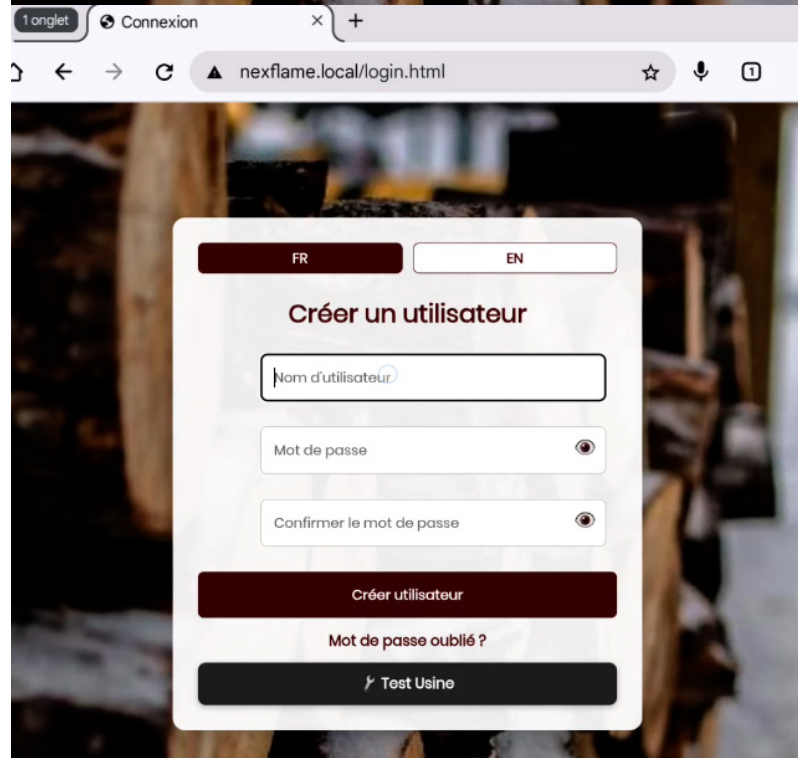 1 onglet
Connexion
nexflame.local/login.html
1
FR
EN
Créer un utilisateur
Nom d'utilisateur
Mot de passe
Confirmer le mot de passe
Créer utilisateur
Mot de passe oublié ?
Test Usine